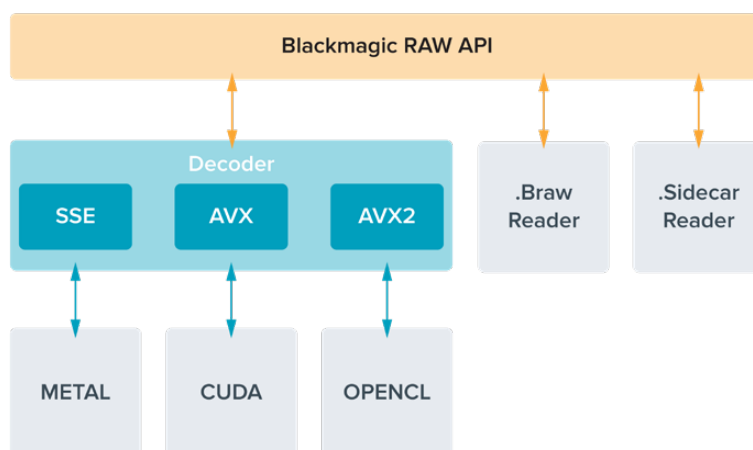 Blackmagic RAW API
Decoder
SSE
AVX
AVX2
.Braw
Reader
.Sidecar
Reader
METAL
CUDA
OPENCL